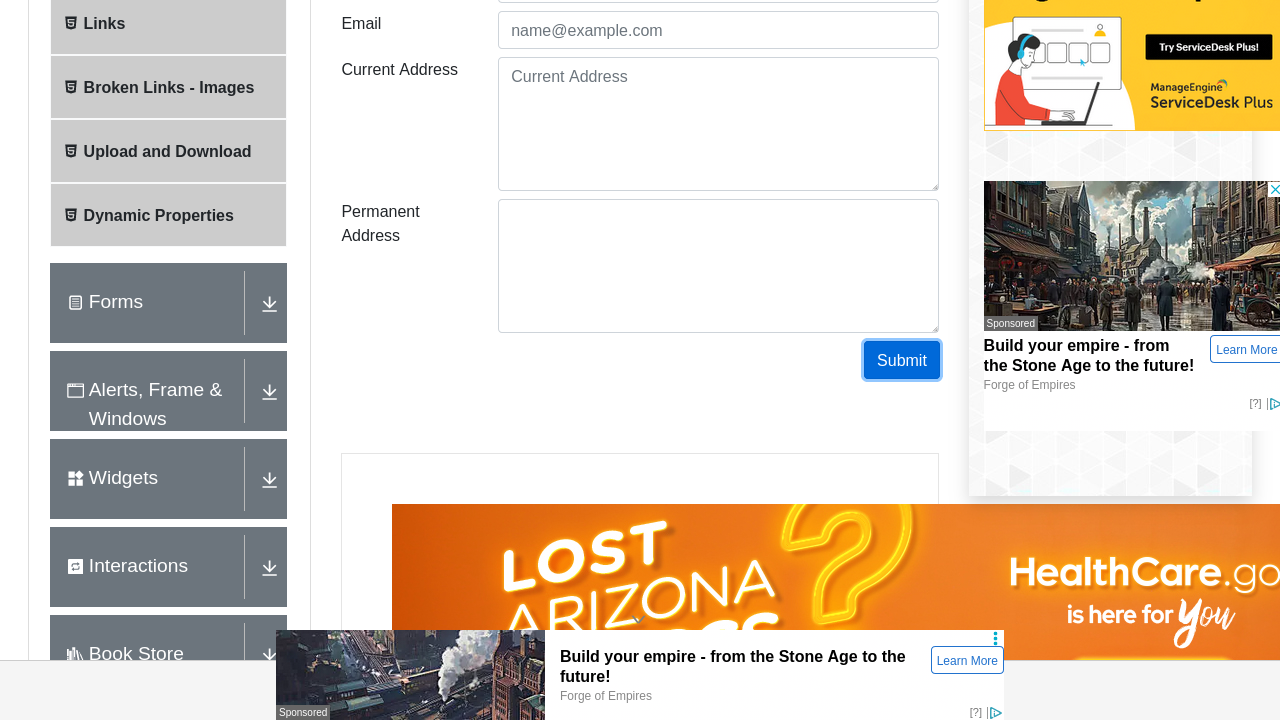 Links
Broken Links - Images
Upload and Download
Dynamic Properties
Forms
Alerts, Frame &
Windows
Widgets
Interactions
Book Store
Email
name@example.com
Current Address
Current Address
Permanent
Address
Submit
Try ServiceDesk Plus!
ManageEngine
ServiceDesk Plus
Sponsored
Build your empire - from
the Stone Age to the future!
Learn More
Forge of Empires
[?]
LOST
ARIZONA
?
HealthCare.go
is here for you
Build your empire - from the Stone Age to the
future!
Learn More
Forge of Empires
Sponsored
[?]